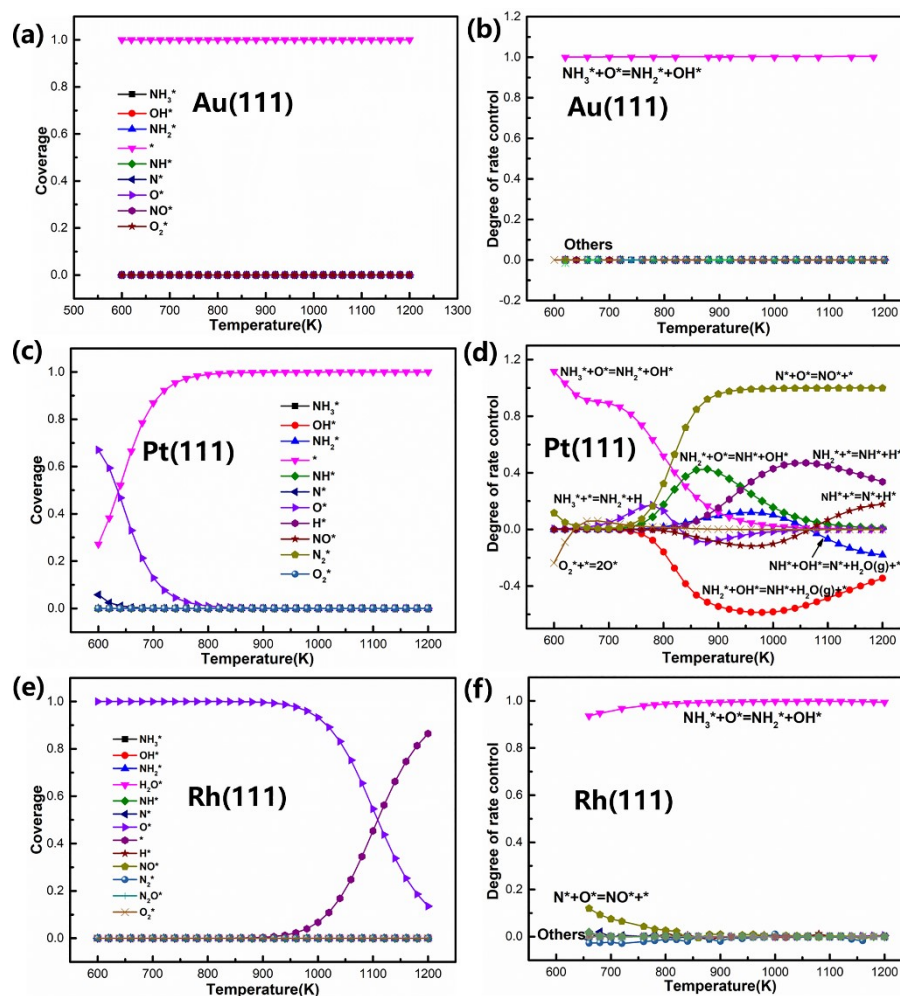 (a)
1.0
0.8
0.6
0.4
0.2
0.0
Coverage
Au(111)
NH₃*
OH*
NH₂*
*
NH*
N*
O*
NO*
O₂*
500 600 700 800 900 1000 1100 1200 1300
Temperature(K)
(b)
1.2
1.0
0.8
0.6
0.4
0.2
0.0
-0.2
Degree of rate control
NH₃*+O*=NH₂*+OH*
Au(111)
Others
600 700 800 900 1000 1100 1200
Temperature(K)
(c)
1.0
0.8
0.6
0.4
0.2
0.0
Coverage
Pt(111)
NH₃*
OH*
NH₂*
*
NH*
N*
O*
H*
NO*
N₂*
O₂*
600 700 800 900 1000 1100 1200
Temperature(K)
(d)
1.2
0.8
0.4
0.0
-0.4
Degree of rate control
NH₃*+O*=NH₂*+OH*
N*+O*=NO*+*
Pt(111)
NH₂*+O*=NH*+OH*
NH₂*+*=NH*+H*
NH₃*+*=NH₂*+H
NH*+*=N*+H*
O₂*+*=2O*
NH*+OH*=N*+H₂O(g)+*
NH₂*+OH*=NH*+H₂O(g)+*
600 700 800 900 1000 1100 1200
Temperature(K)
(e)
1.0
0.8
0.6
0.4
0.2
0.0
Coverage
Rh(111)
NH₃*
OH*
NH₂*
H₂O*
NH*
N*
O*
*
H*
NO*
N₂*
N₂O*
O₂*
600 700 800 900 1000 1100 1200
Temperature(K)
(f)
1.0
0.8
0.6
0.4
0.2
0.0
Degree of rate control
NH₃*+O*=NH₂*+OH*
Rh(111)
N*+O*=NO*+*
Others
600 700 800 900 1000 1100 1200
Temperature(K)